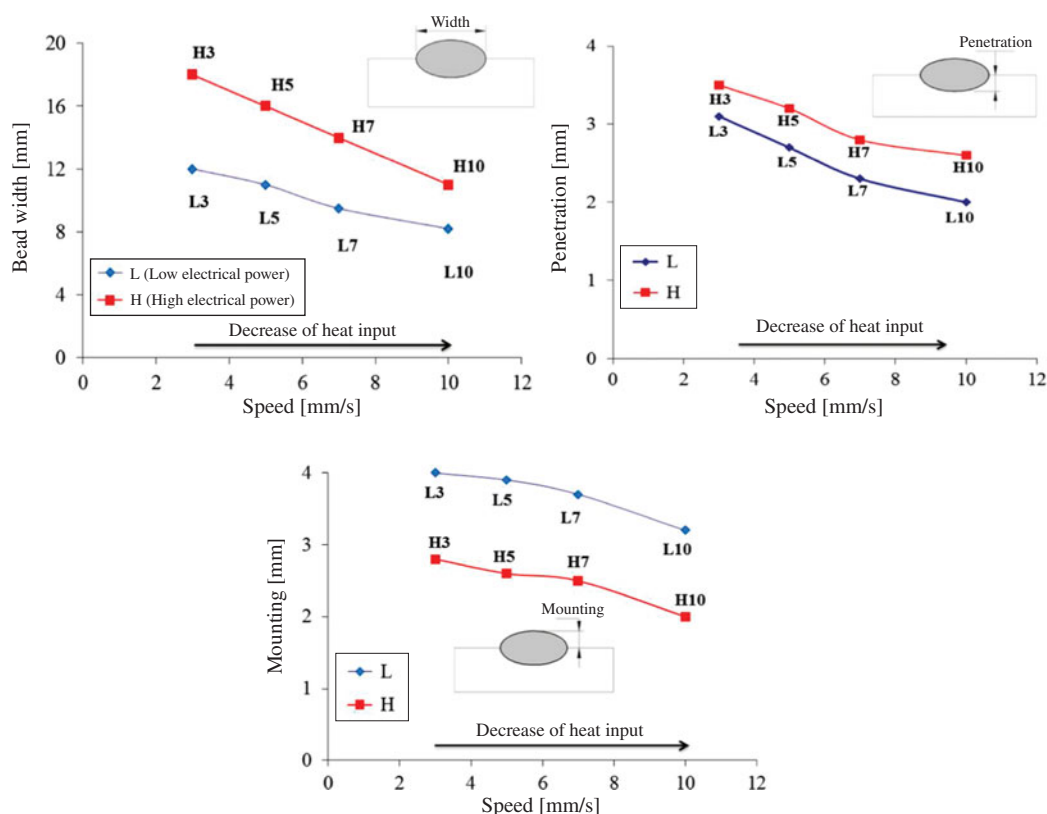 20
16
12
8
4
0
0
2
4
6
8
10
12
Bead width [mm]
Speed [mm/s]
Width
H3
H5
H7
H10
L3
L5
L7
L10
L (Low electrical power)
H (High electrical power)
Decrease of heat input
4
3
2
1
0
0
2
4
6
8
10
12
Penetration [mm]
Speed [mm/s]
Penetration
H3
L3
H5
L5
H7
L7
H10
L10
L
H
Decrease of heat input
4
3
2
1
0
0
2
4
6
8
10
12
Mounting [mm]
Speed [mm/s]
L3
L5
L7
L10
H3
H5
H7
H10
Mounting
L
H
Decrease of heat input